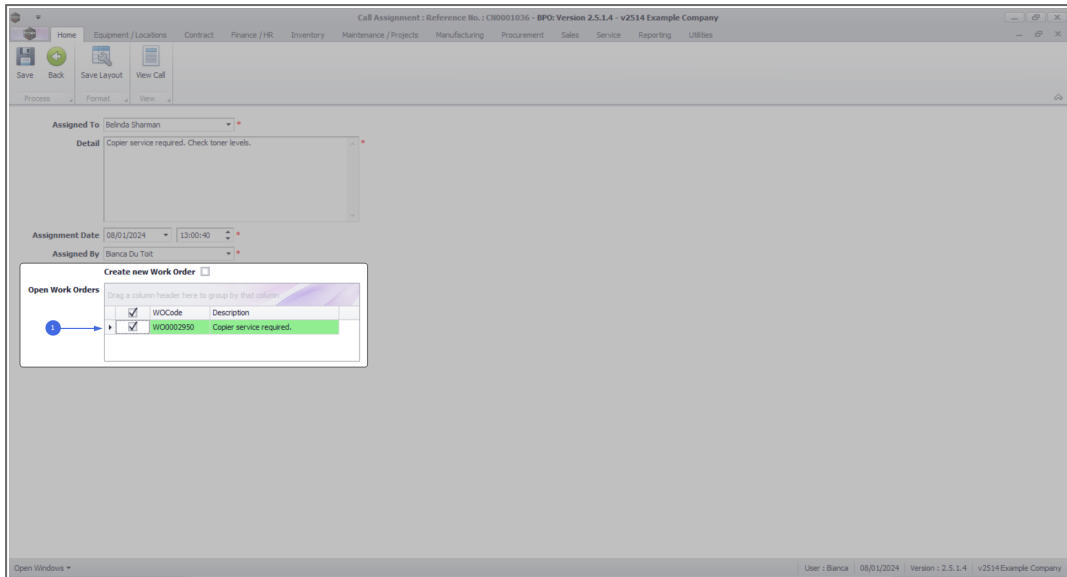 Call Assignment : Reference No. : CN0001036 - BPO: Version 2.5.1.4 - v2514 Example Company
Home Equipment / Locations Contract Finance / HR Inventory Maintenance / Projects Manufacturing Procurement Sales Service Reporting Utilities
Save Back Save Layout View Call
Process Format View
Assigned To Belinda Sharman *
Detail Copier service required. Check toner levels. *
Assignment Date 08/01/2024 13:00:40 *
Assigned By Bianca Du Toit *
Create new Work Order
Open Work Orders
Drag a column header here to group by that column
WOCode Description
1 WO0002950 Copier service required.
Open Windows User : Bianca 08/01/2024 Version : 2.5.1.4 v2514 Example Company